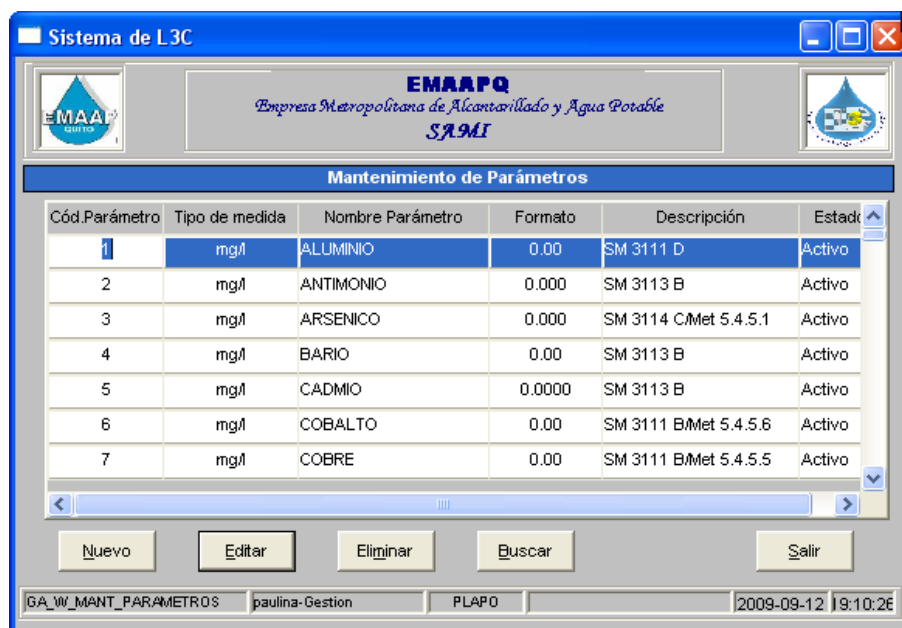 Sistema de L3C
EMAAP
QUITO
EMAAPQ
Empresa Metropolitana de Alcantarillado y Agua Potable
SAMI
Mantenimiento de Parámetros
Cód.Parámetro Tipo de medida Nombre Parámetro Formato Descripción Estado
1 mg/l ALUMINIO 0.00 SM 3111 D Activo
2 mg/l ANTIMONIO 0.000 SM 3113 B Activo
3 mg/l ARSENICO 0.000 SM 3114 C/Met 5.4.5.1 Activo
4 mg/l BARIO 0.00 SM 3113 B Activo
5 mg/l CADMIO 0.0000 SM 3113 B Activo
6 mg/l COBALTO 0.00 SM 3111 B/Met 5.4.5.6 Activo
7 mg/l COBRE 0.00 SM 3111 B/Met 5.4.5.5 Activo
Nuevo Editar Eliminar Buscar Salir
GA_W_MANT_PARAMETROS paulina-Gestion PLAPO 2009-09-12 19:10:26